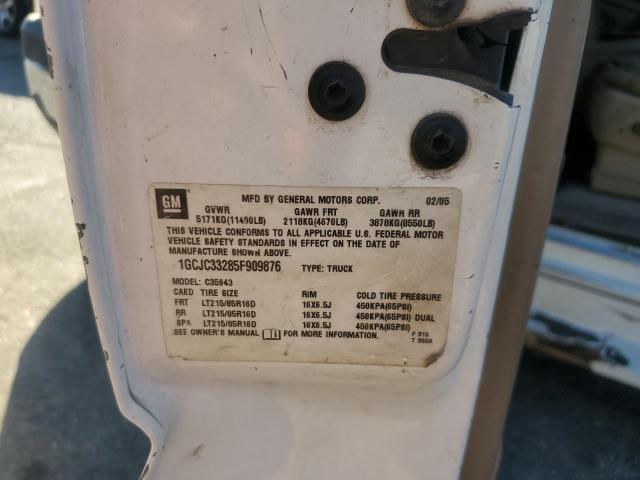 GM
MFD BY GENERAL MOTORS CORP. 02/05
GVWR GAWR FRT GAWR RR
5171KG(11490LB) 2118KG(4670LB) 3878KG(8550LB)
THIS VEHICLE CONFORMS TO ALL APPLICABLE U.S. FEDERAL MOTOR
VEHICLE SAFETY STANDARDS IN EFFECT ON THE DATE OF
MANUFACTURE SHOWN ABOVE.
1GCJC33285F909876 TYPE: TRUCK
MODEL: C35943
CAKD TIRE SIZE RIM COLD TIRE PRESSURE
FRT LT215/85R16D 16X6.5J 450KPA(65PSI)
RR LT215/85R16D 16X6.5J 450KPA(65PSI) DUAL
SPA LT215/85R16D 16X6.5J 450KPA(65PSI)
SEE OWNER'S MANUAL FOR MORE INFORMATION.